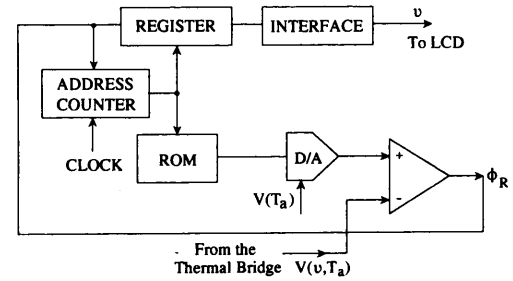 REGISTER
INTERFACE
υ
To LCD
ADDRESS
COUNTER
CLOCK
ROM
D/A
V(Ta)
+
-
ϕR
From the
Thermal Bridge V(υ,Ta)